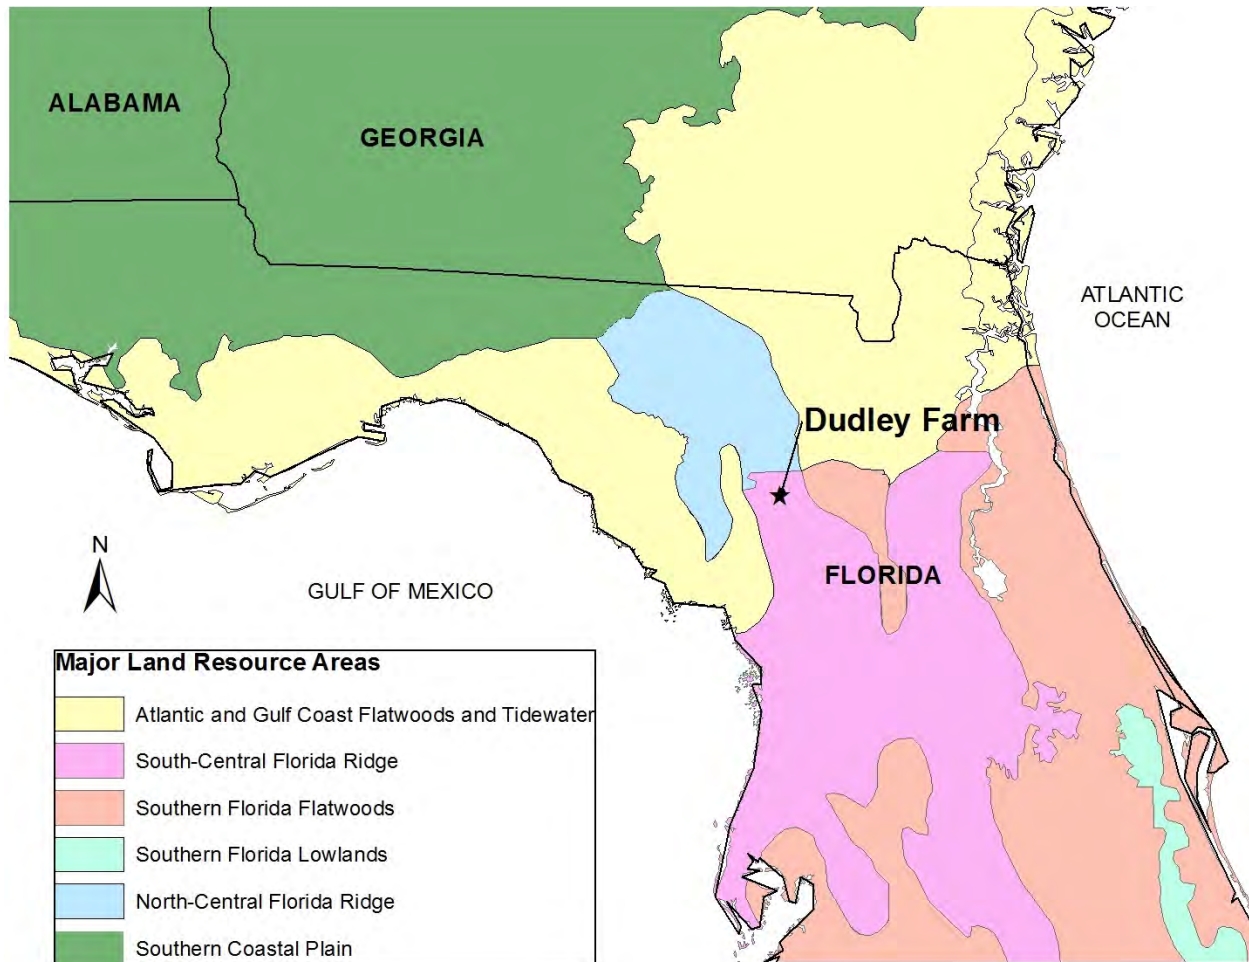 ALABAMA
GEORGIA
ATLANTIC
OCEAN
Dudley Farm
N
GULF OF MEXICO
FLORIDA
Major Land Resource Areas
Atlantic and Gulf Coast Flatwoods and Tidewater
South-Central Florida Ridge
Southern Florida Flatwoods
Southern Florida Lowlands
North-Central Florida Ridge
Southern Coastal Plain